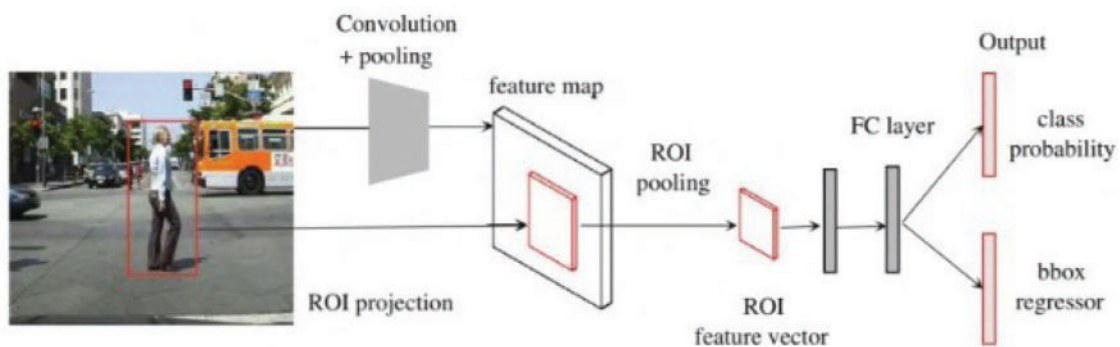 Convolution
+ pooling
feature map
ROI
pooling
FC layer
Output
class
probability
ROI projection
ROI
feature vector
bbox
regressor